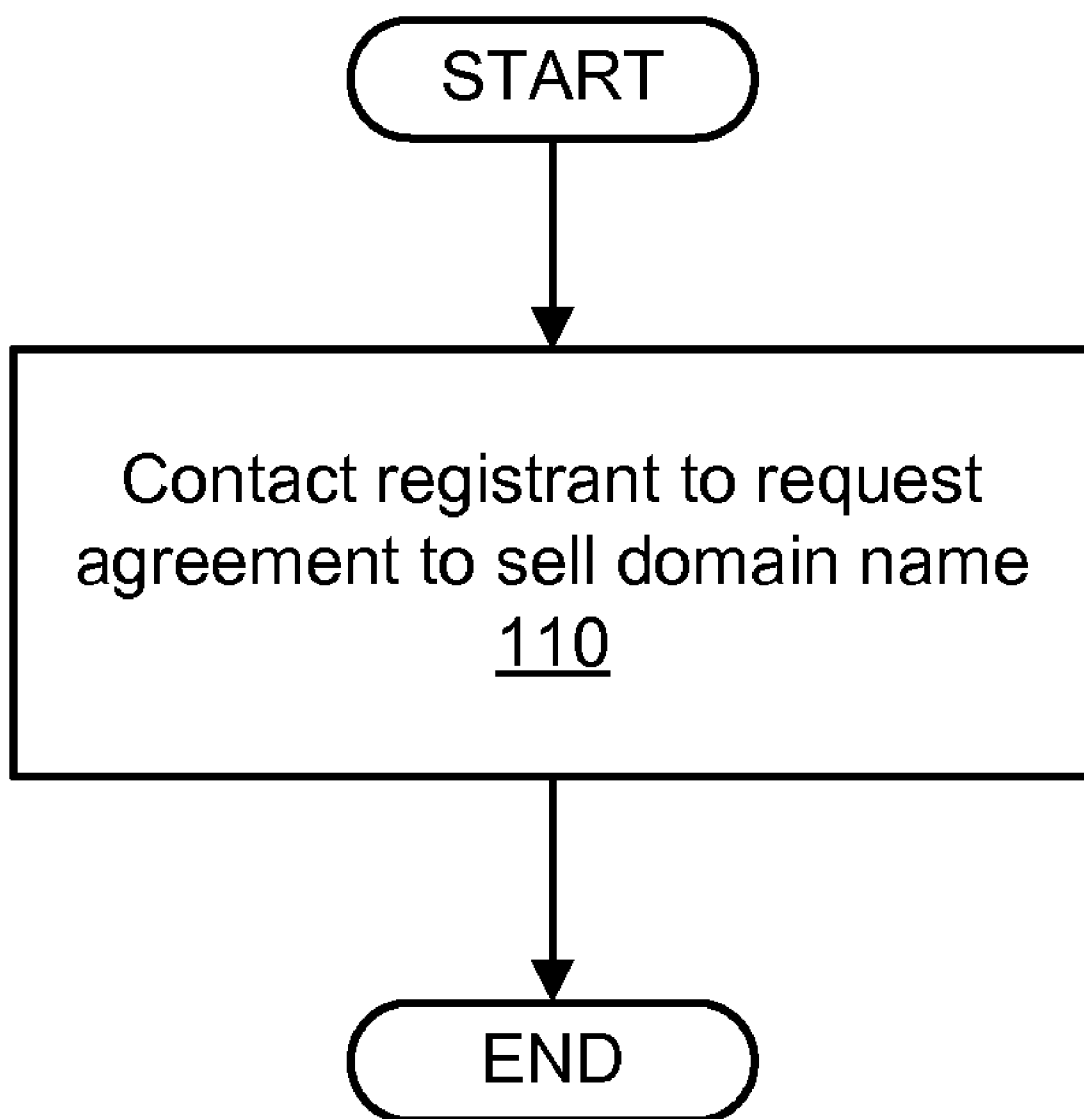 START
Contact registrant to request
agreement to sell domain name
110
END